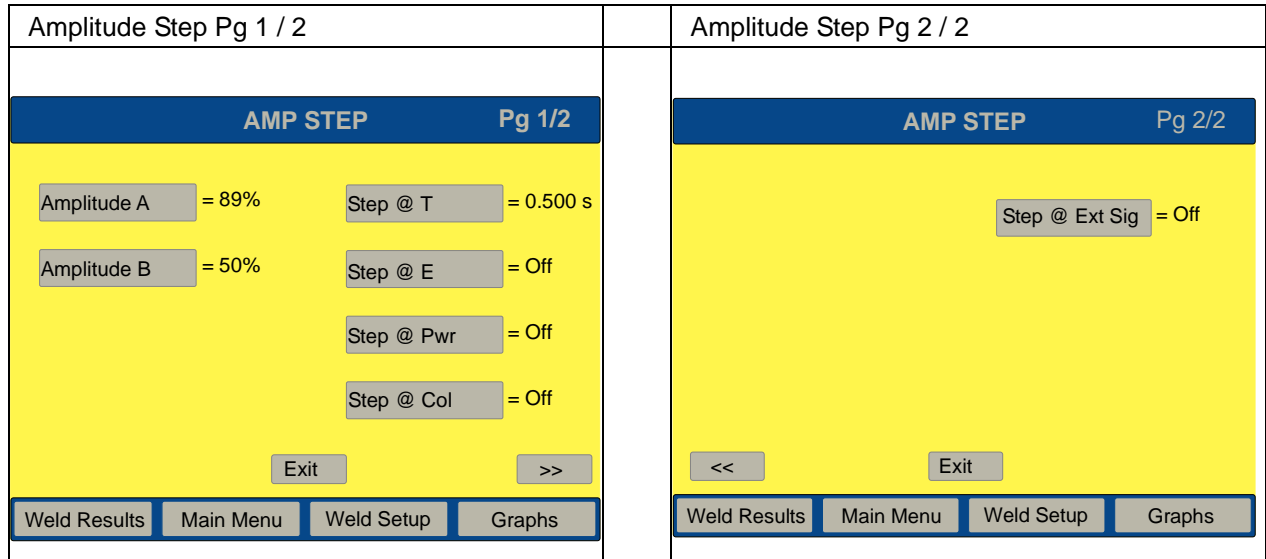 Amplitude Step Pg 1 / 2
AMP STEP Pg 1/2
Amplitude A = 89% Step @ T = 0.500 s
Amplitude B = 50% Step @ E = Off
Step @ Pwr = Off
Step @ Col = Off
Exit >>
Weld Results Main Menu Weld Setup Graphs
Amplitude Step Pg 2 / 2
AMP STEP Pg 2/2
Step @ Ext Sig = Off
<< Exit
Weld Results Main Menu Weld Setup Graphs